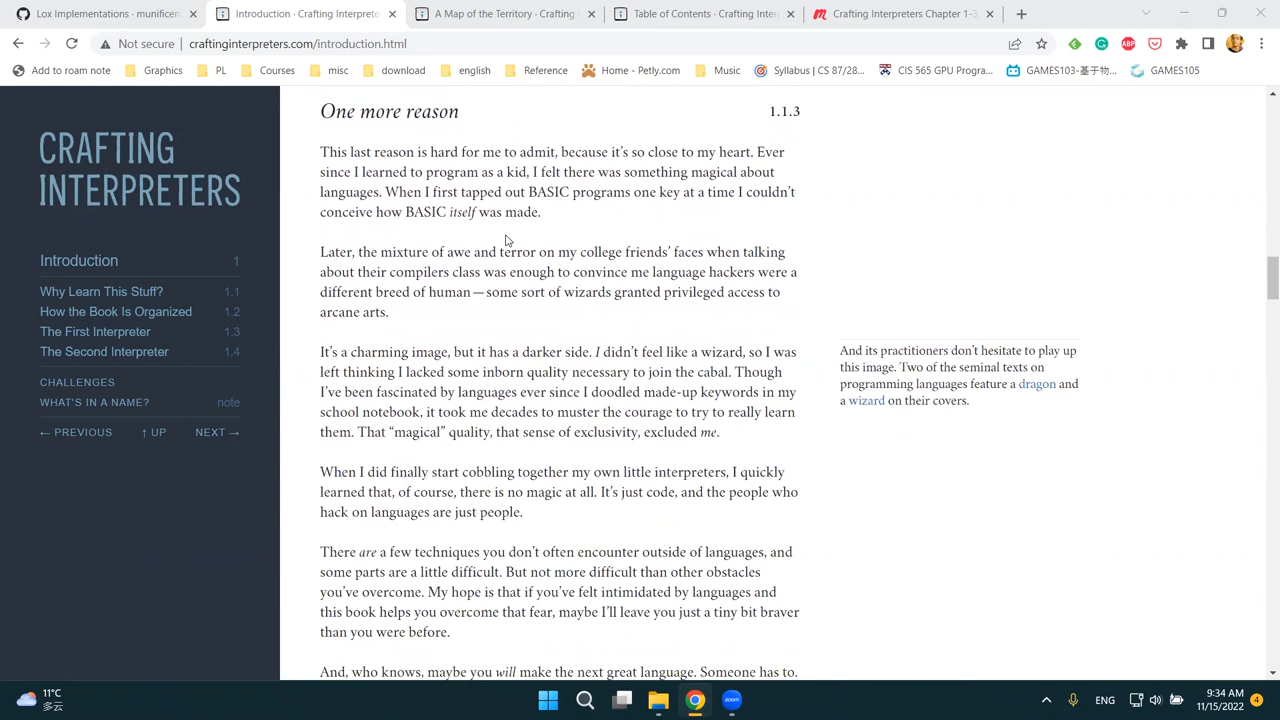 Lox Implementations · munificen
Introduction · Crafting Interprete
A Map of the Territory · Crafting
Table of Contents · Crafting Inter
Crafting Interpreters Chapter 1-3
Not secure
craftinginterpreters.com/introduction.html
ABP
Add to roam note
Graphics
PL
Courses
misc
download
english
Reference
Home - Petly.com
Music
Syllabus | CS 87/28...
CIS 565 GPU Progra...
GAMES103-基于物...
GAMES105
CRAFTING
INTERPRETERS
Introduction 1
Why Learn This Stuff? 1.1
How the Book Is Organized 1.2
The First Interpreter 1.3
The Second Interpreter 1.4
CHALLENGES
WHAT'S IN A NAME? note
← PREVIOUS ↑ UP NEXT →
One more reason 1.1.3
This last reason is hard for me to admit, because it's so close to my heart. Ever
since I learned to program as a kid, I felt there was something magical about
languages. When I first tapped out BASIC programs one key at a time I couldn't
conceive how BASIC itself was made.
Later, the mixture of awe and terror on my college friends' faces when talking
about their compilers class was enough to convince me language hackers were a
different breed of human—some sort of wizards granted privileged access to
arcane arts.
It's a charming image, but it has a darker side. I didn't feel like a wizard, so I was
left thinking I lacked some inborn quality necessary to join the cabal. Though
I've been fascinated by languages ever since I doodled made-up keywords in my
school notebook, it took me decades to muster the courage to try to really learn
them. That “magical” quality, that sense of exclusivity, excluded me.
And its practitioners don't hesitate to play up
this image. Two of the seminal texts on
programming languages feature a dragon and
a wizard on their covers.
When I did finally start cobbling together my own little interpreters, I quickly
learned that, of course, there is no magic at all. It's just code, and the people who
hack on languages are just people.
There are a few techniques you don't often encounter outside of languages, and
some parts are a little difficult. But not more difficult than other obstacles
you've overcome. My hope is that if you've felt intimidated by languages and
this book helps you overcome that fear, maybe I'll leave you just a tiny bit braver
than you were before.
And, who knows, maybe you will make the next great language. Someone has to.
11°C
多云
zoom
ENG
9:34 AM
11/15/2022
4